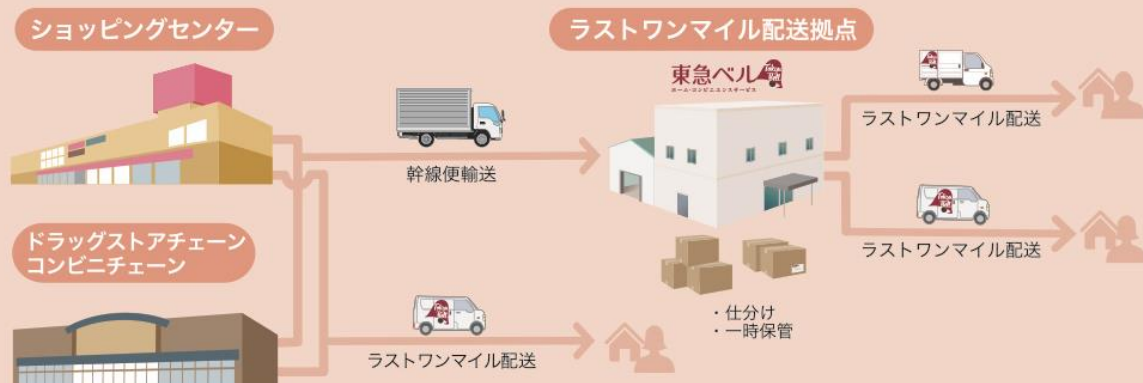 ショッピングセンター
ラストワンマイル配送拠点
東急ベル
ホーム・コンビニエンスサービス
Tokyu
Bell
ラストワンマイル配送
幹線便輸送
ドラッグストアチェーン
コンビニチェーン
ラストワンマイル配送
・仕分け
・一時保管
ラストワンマイル配送